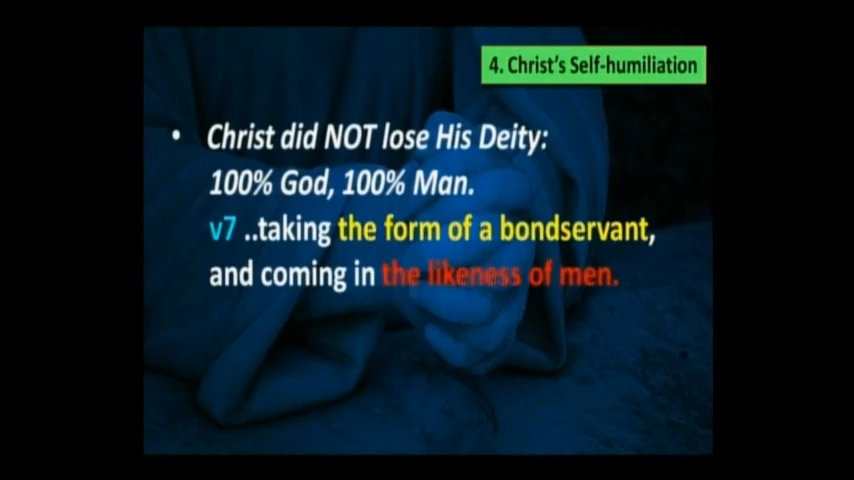 4. Christ's Self-humiliation
• Christ did NOT lose His Deity:
100% God, 100% Man.
v7 ..taking the form of a bondservant,
and coming in the likeness of men.